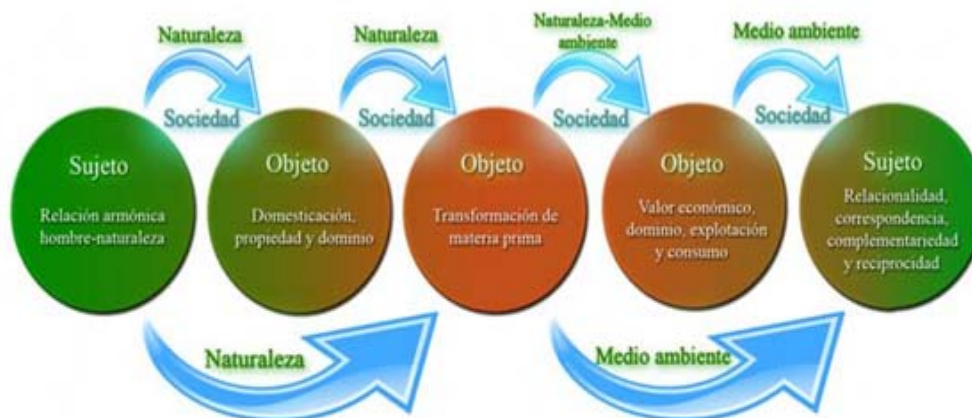 Naturaleza
Naturaleza
Naturaleza-Medio
ambiente
Medio ambiente
Sociedad
Sociedad
Sociedad
Sociedad
Sujeto
Relación armónica
hombre-naturaleza
Objeto
Domesticación,
propiedad y dominio
Objeto
Transformación de
materia prima
Objeto
Valor económico,
dominio, explotación
y consumo
Sujeto
Relacionalidad,
correspondencia,
complementariedad
y reciprocidad
Naturaleza
Medio ambiente